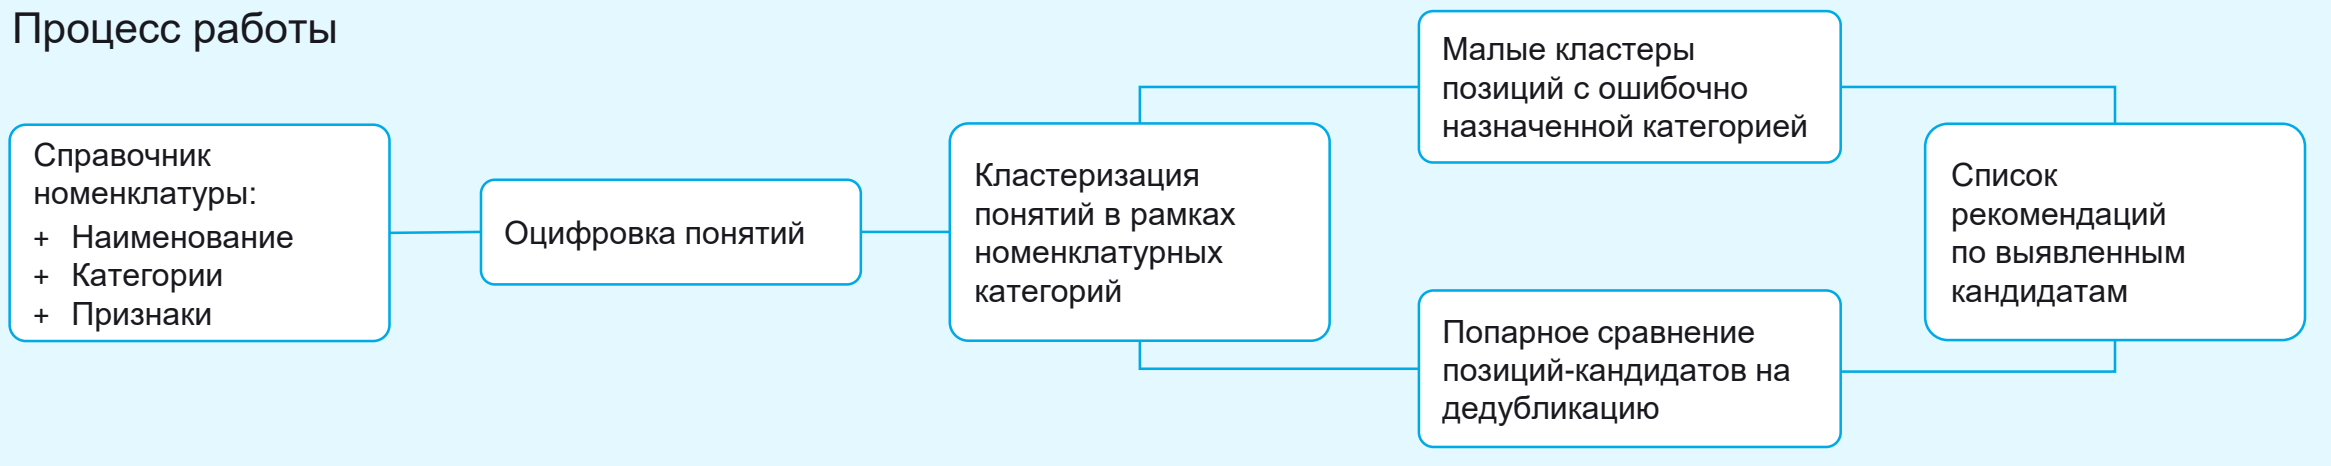 Процесс работы
Справочник
номенклатуры:
+ Наименование
+ Категории
+ Признаки
Оцифровка понятий
Кластеризация
понятий в рамках
номенклатурных
категорий
Малые кластеры
позиций с ошибочно
назначенной категорией
Попарное сравнение
позиций-кандидатов на
дедубликацию
Список
рекомендаций
по выявленным
кандидатам